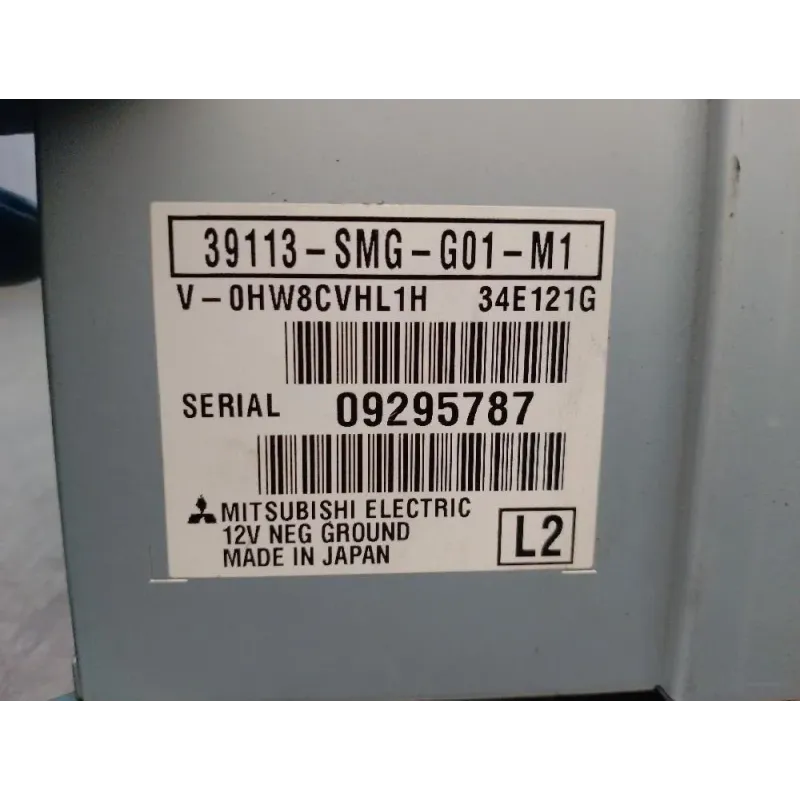 39113-SMG-G01-M1
V-0HW8CVHL1H 34E121G
SERIAL 09295787
MITSUBISHI ELECTRIC
12V NEG GROUND
MADE IN JAPAN
L2